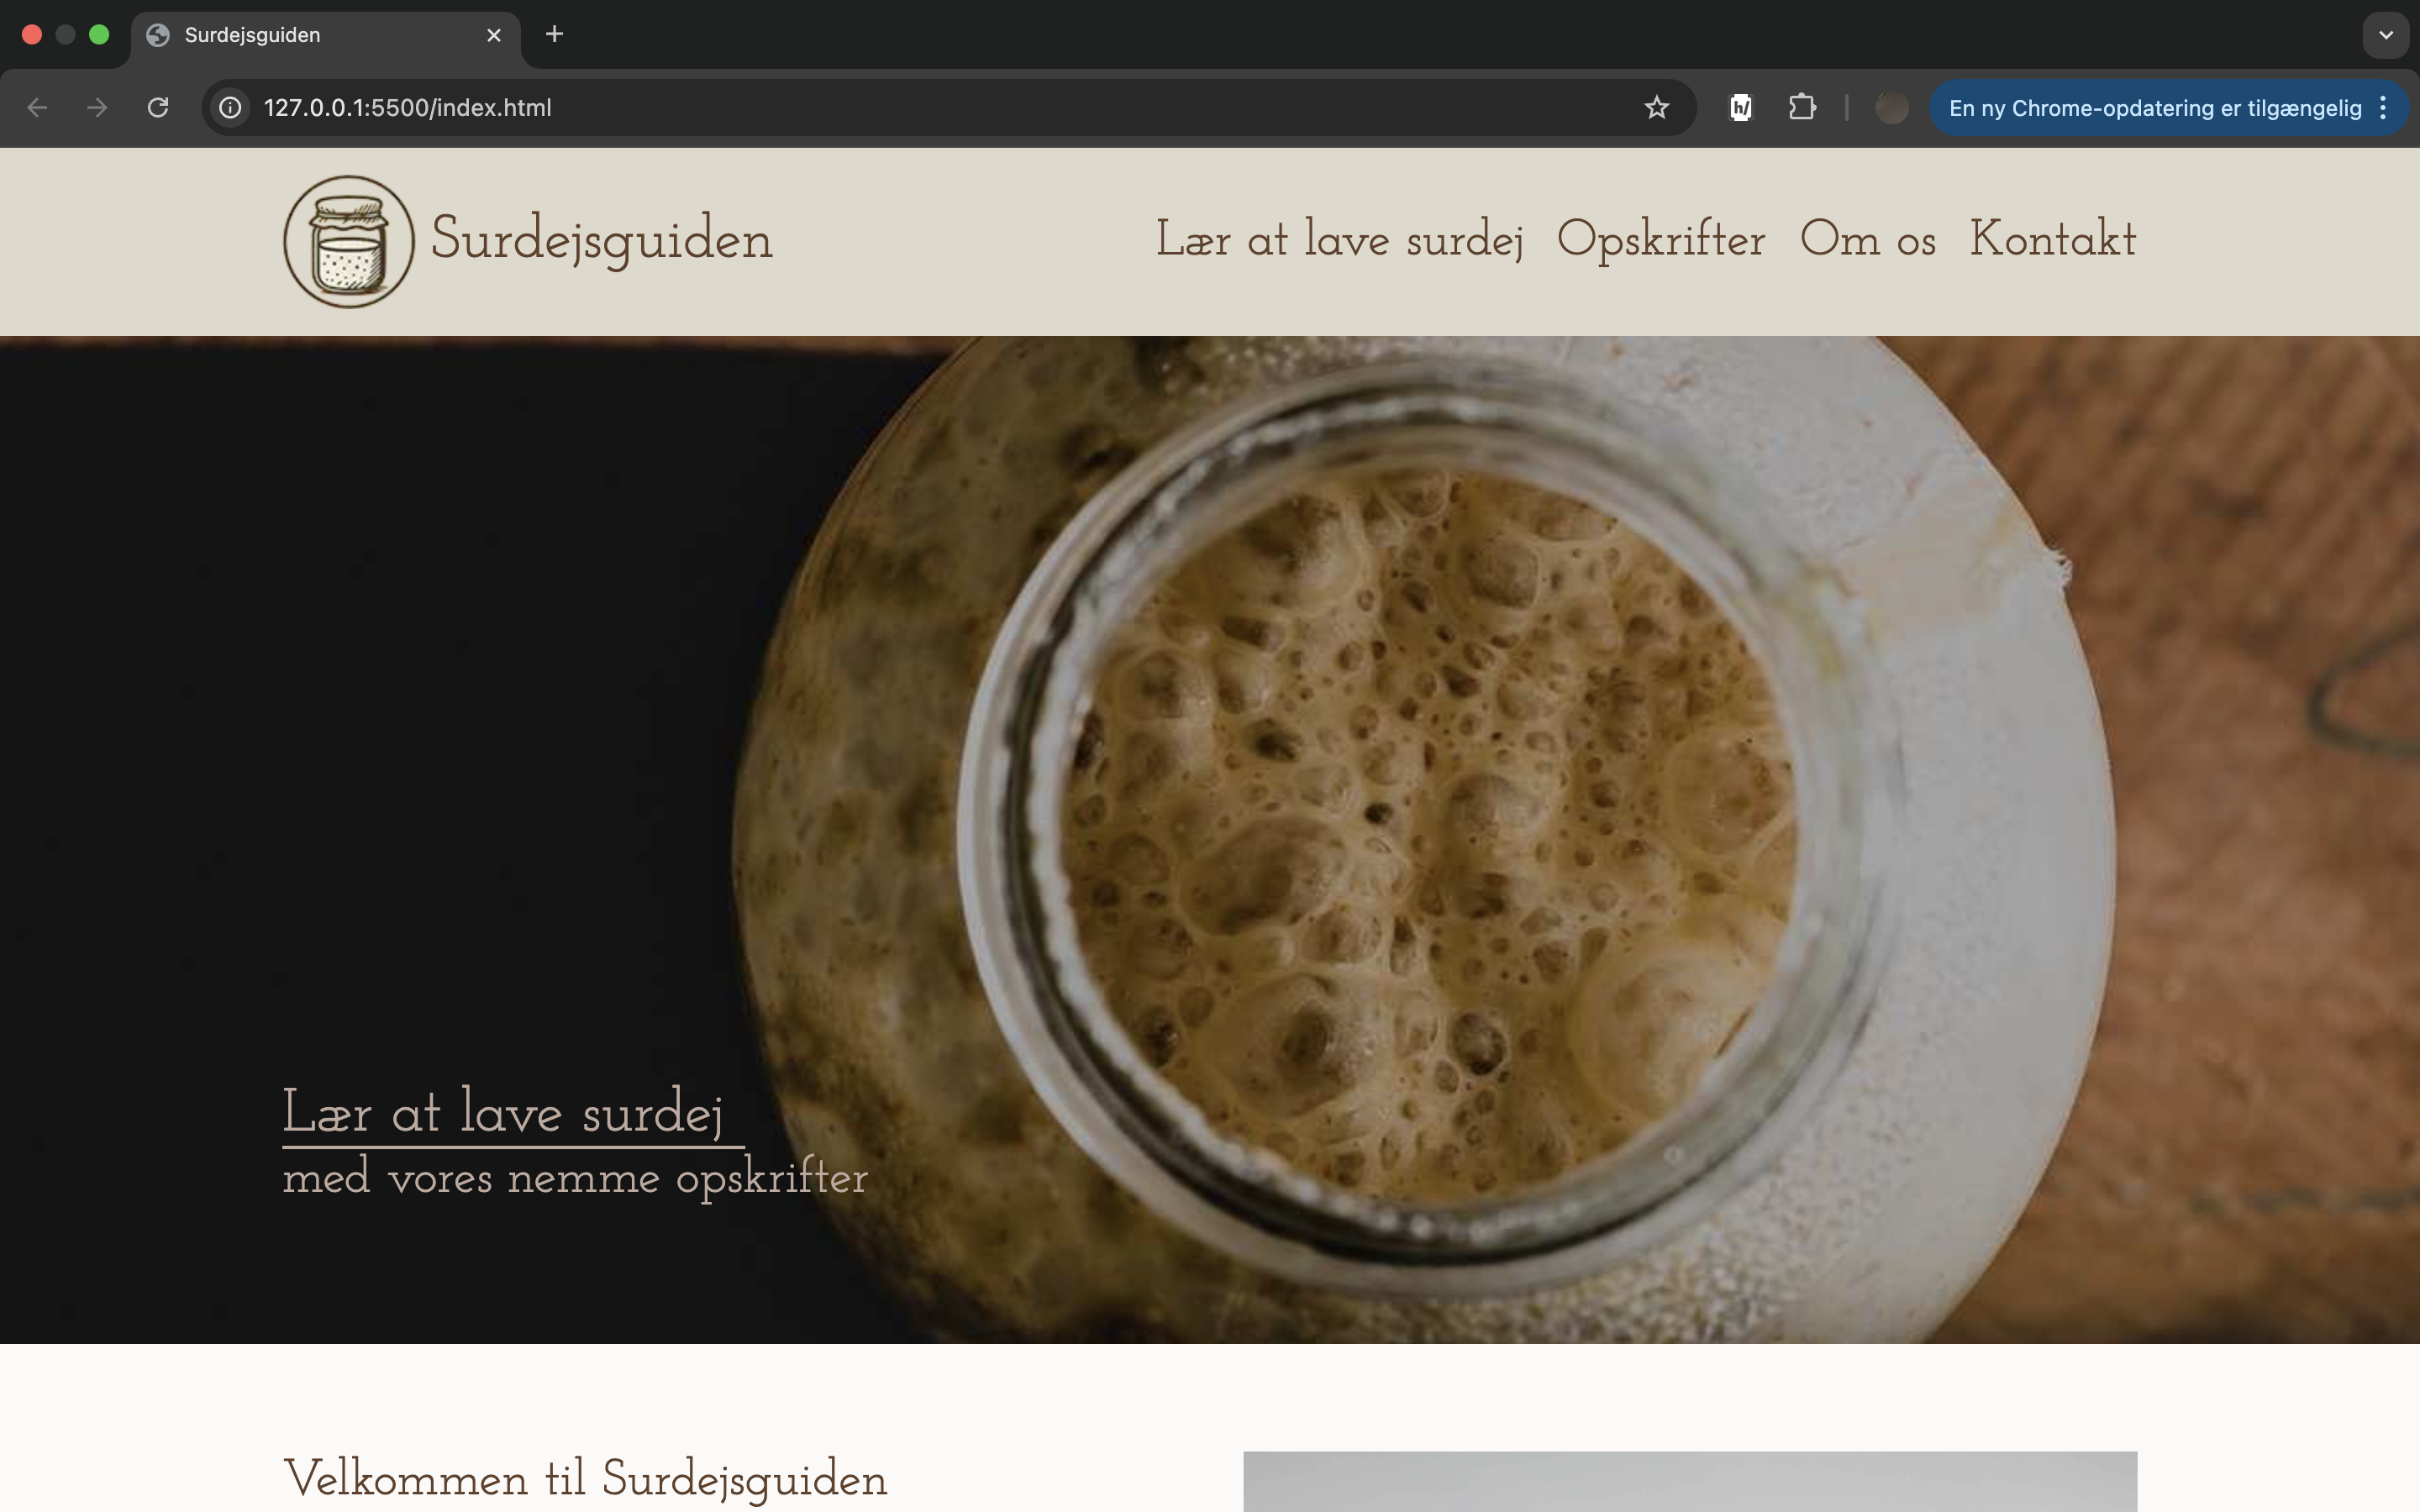 Surdejsguiden
127.0.0.1:5500/index.html
h/
En ny Chrome-opdatering er tilgængelig
Surdejsguiden
Lær at lave surdej Opskrifter Om os Kontakt
Lær at lave surdej
med vores nemme opskrifter
Velkommen til Surdejsguiden